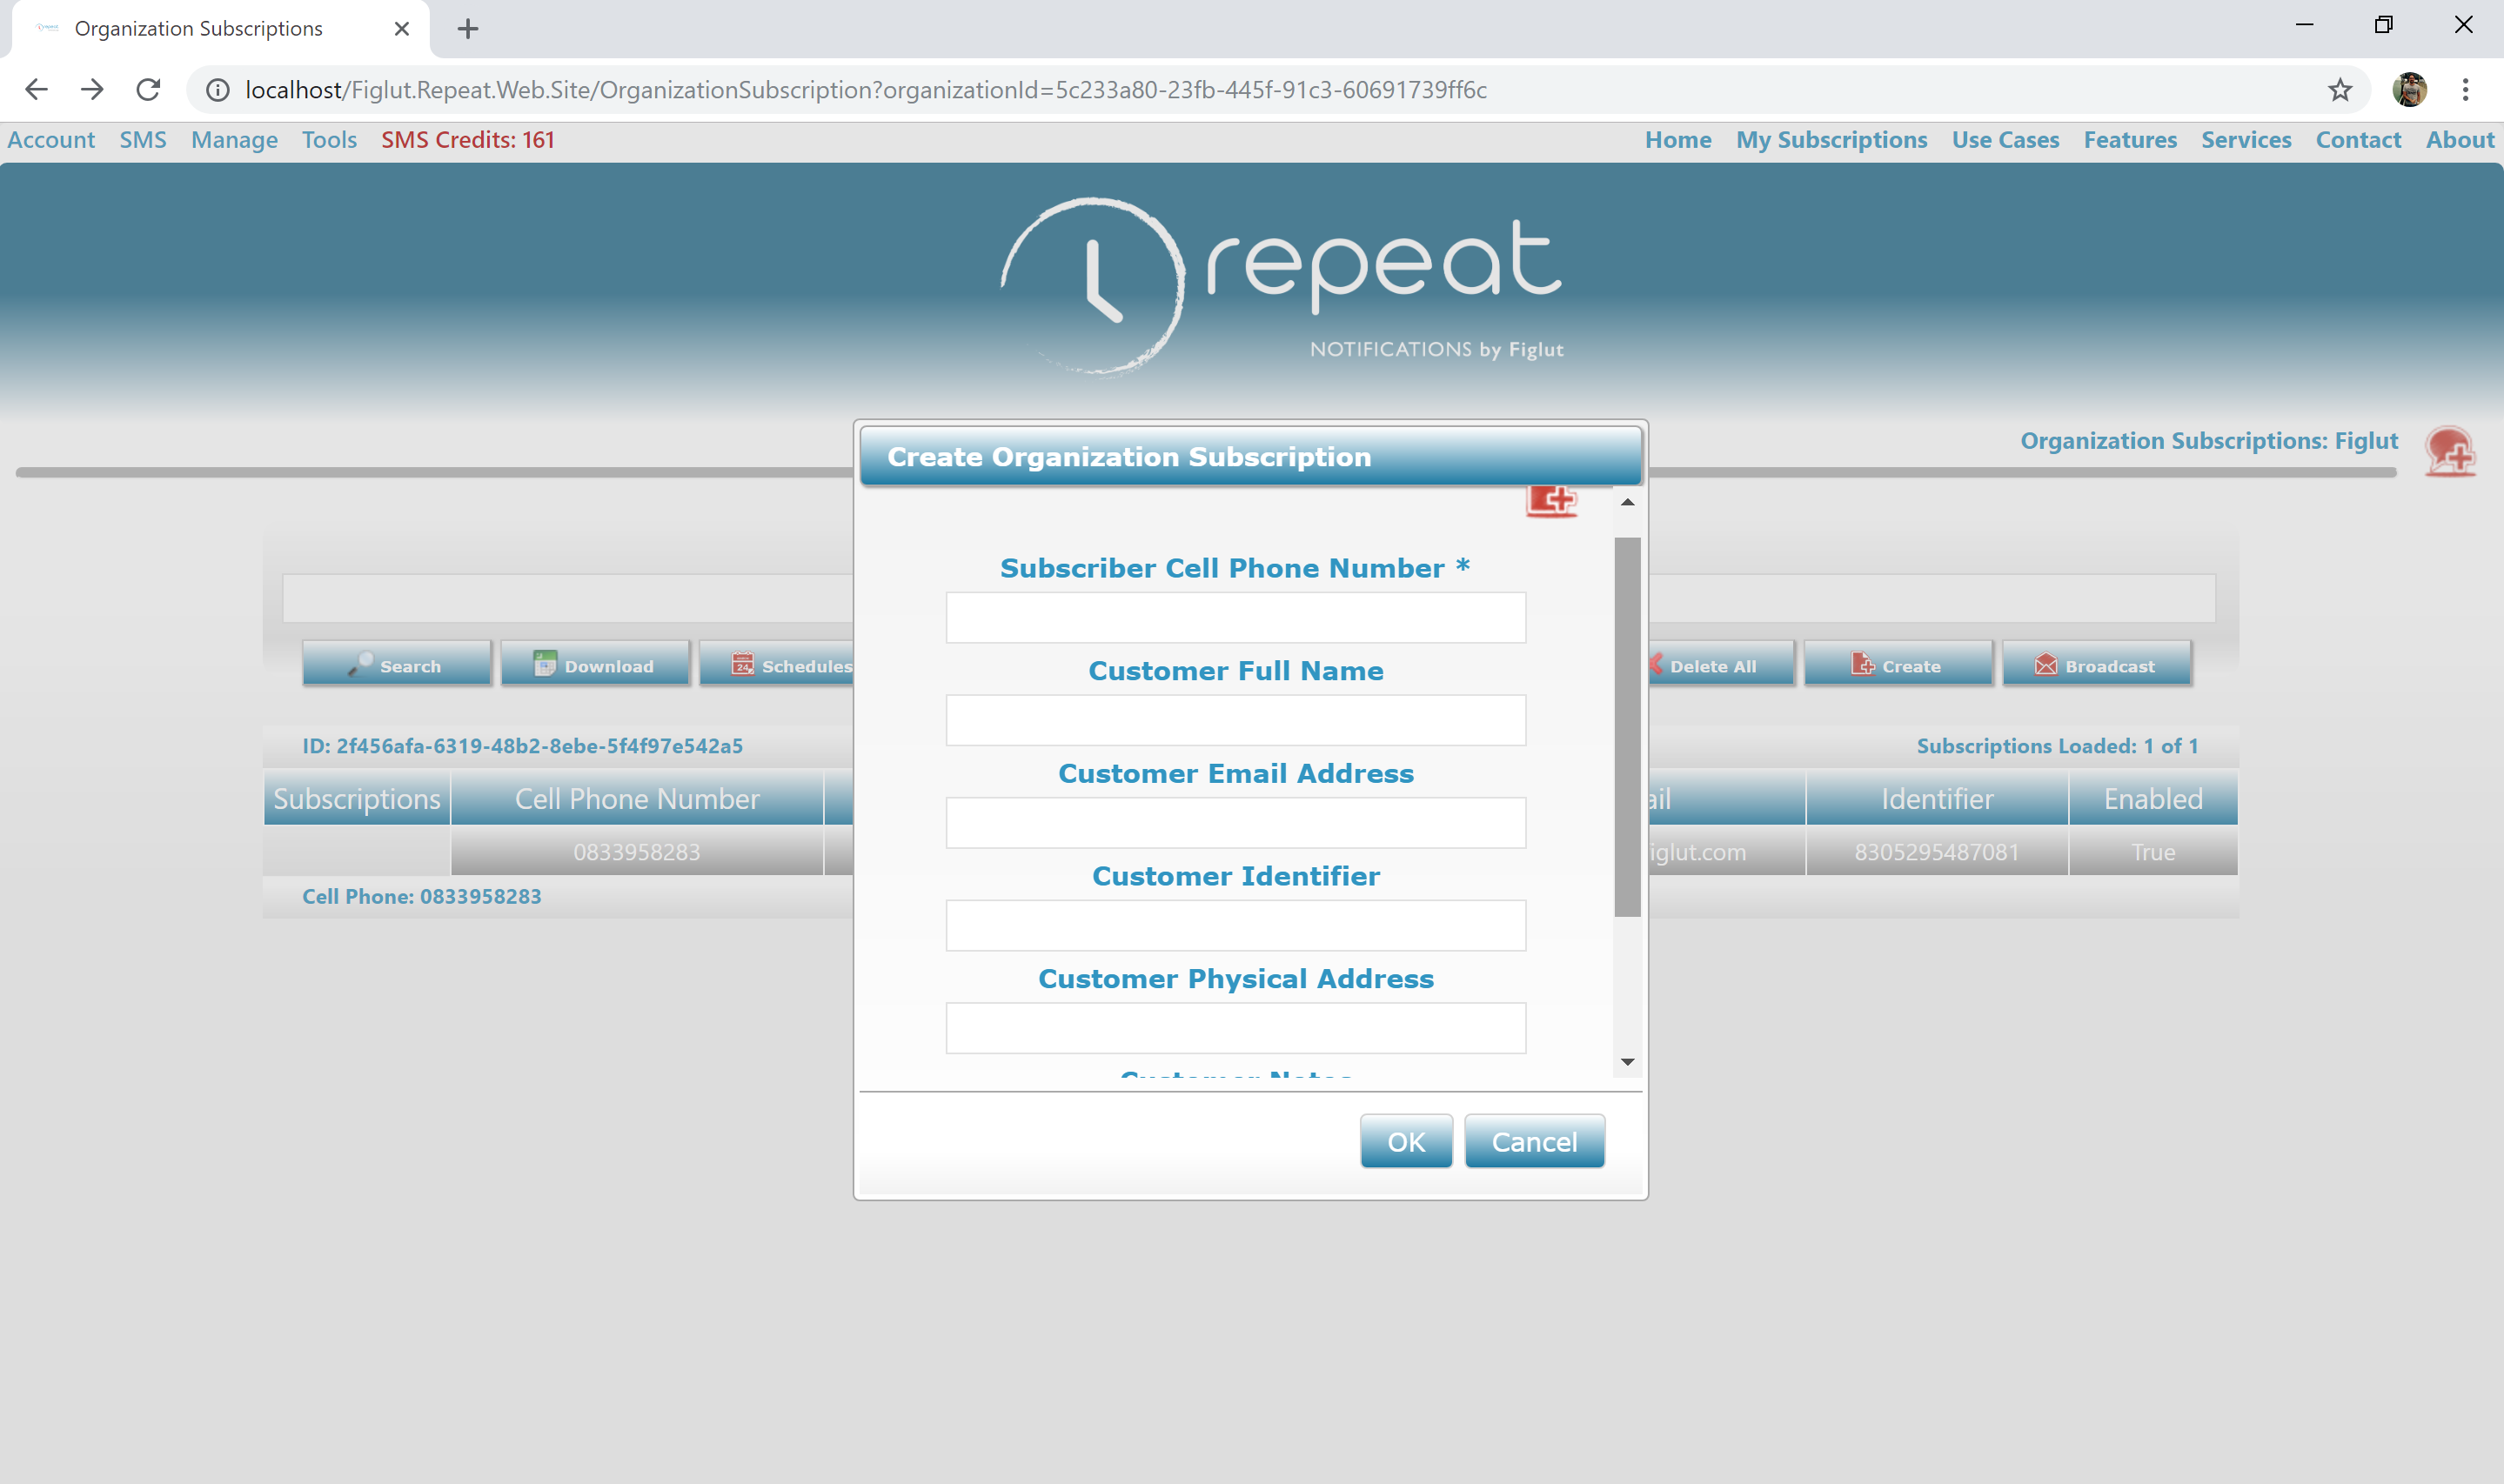 Organization Subscriptions
localhost/Figlut.Repeat.Web.Site/OrganizationSubscription?organizationId=5c233a80-23fb-445f-91c3-60691739ff6c
Account SMS Manage Tools SMS Credits: 161 Home My Subscriptions Use Cases Features Services Contact About
repeat
NOTIFICATIONS by Figlut
Organization Subscriptions: Figlut
Create Organization Subscription
Subscriber Cell Phone Number *
Customer Full Name
Customer Email Address
Customer Identifier
Customer Physical Address
Customer Notes
OK Cancel
Search Download Schedules Delete All Create Broadcast
ID: 2f456afa-6319-48b2-8ebe-5f4f97e542a5 Subscriptions Loaded: 1 of 1
Subscriptions Cell Phone Number ail Identifier Enabled
0833958283 iglut.com 8305295487081 True
Cell Phone: 0833958283